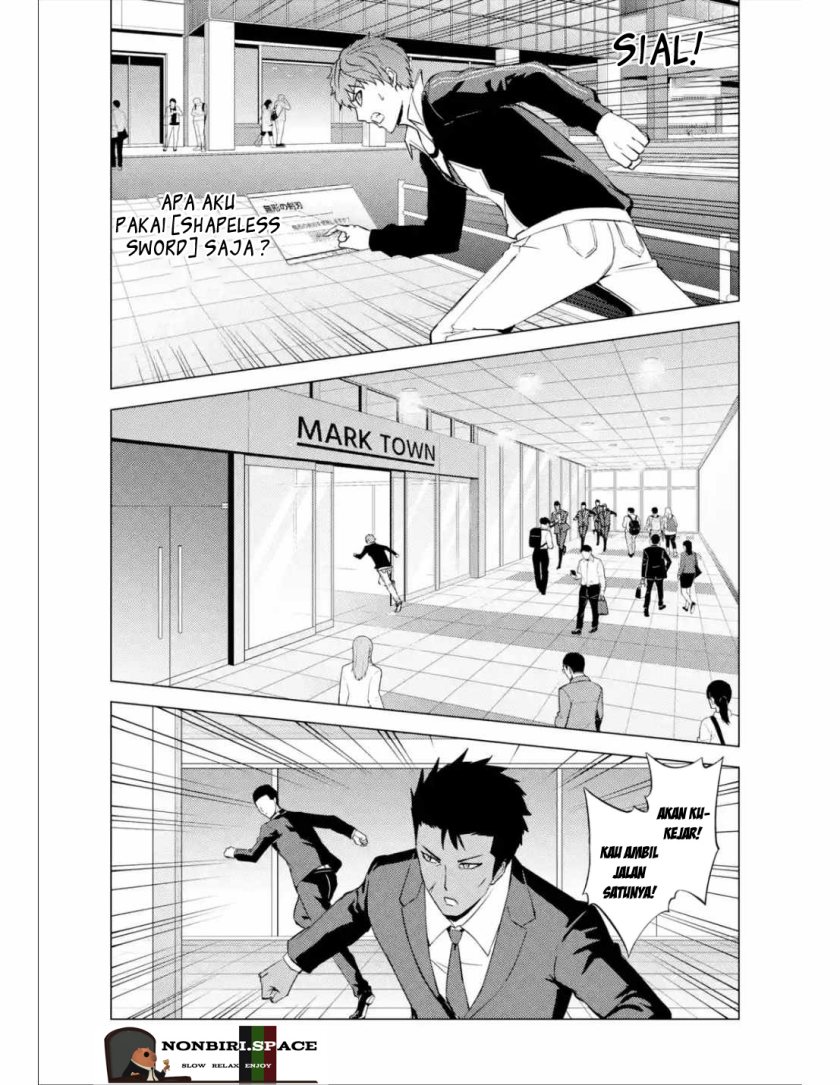 SIAL!
APA AKU
PAKAI [SHAPELESS
SWORD] SAJA ?
MARK TOWN
AKAN KU-
KEJAR!
KAU AMBIL
JALAN
SATUNYA!
NONBIRI.SPACE
SLOW RELAX ENJOY